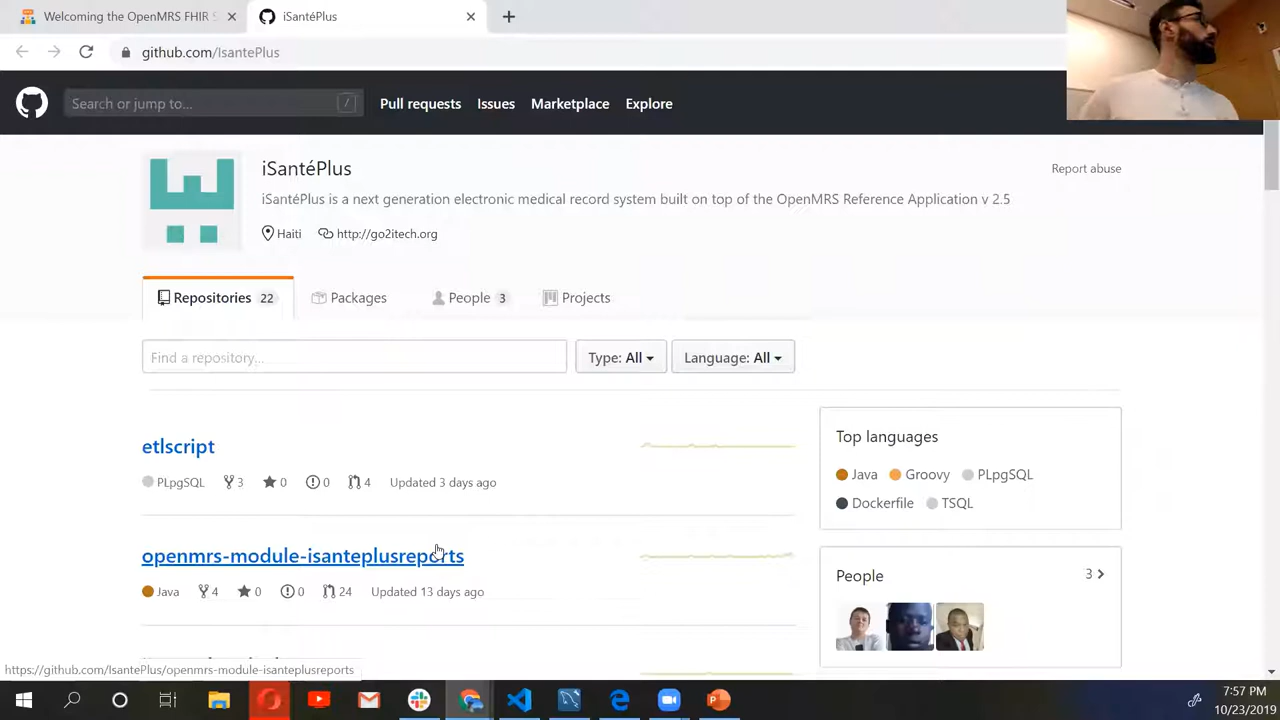 Welcoming the OpenMRS FHIR S
iSantéPlus
github.com/IsantePlus
Search or jump to...
/
Pull requests
Issues
Marketplace
Explore
iSantéPlus
Report abuse
iSantéPlus is a next generation electronic medical record system built on top of the OpenMRS Reference Application v 2.5
Haiti
http://go2itech.org
Repositories 22
Packages
People 3
Projects
Find a repository...
Type: All
Language: All
etlscript
PLpgSQL 3 0 0 4 Updated 3 days ago
openmrs-module-isanteplusreports
Java 4 0 0 24 Updated 13 days ago
Top languages
Java Groovy PLpgSQL
Dockerfile TSQL
People
3
https://github.com/IsantePlus/openmrs-module-isanteplusreports
7:57 PM
10/23/2019